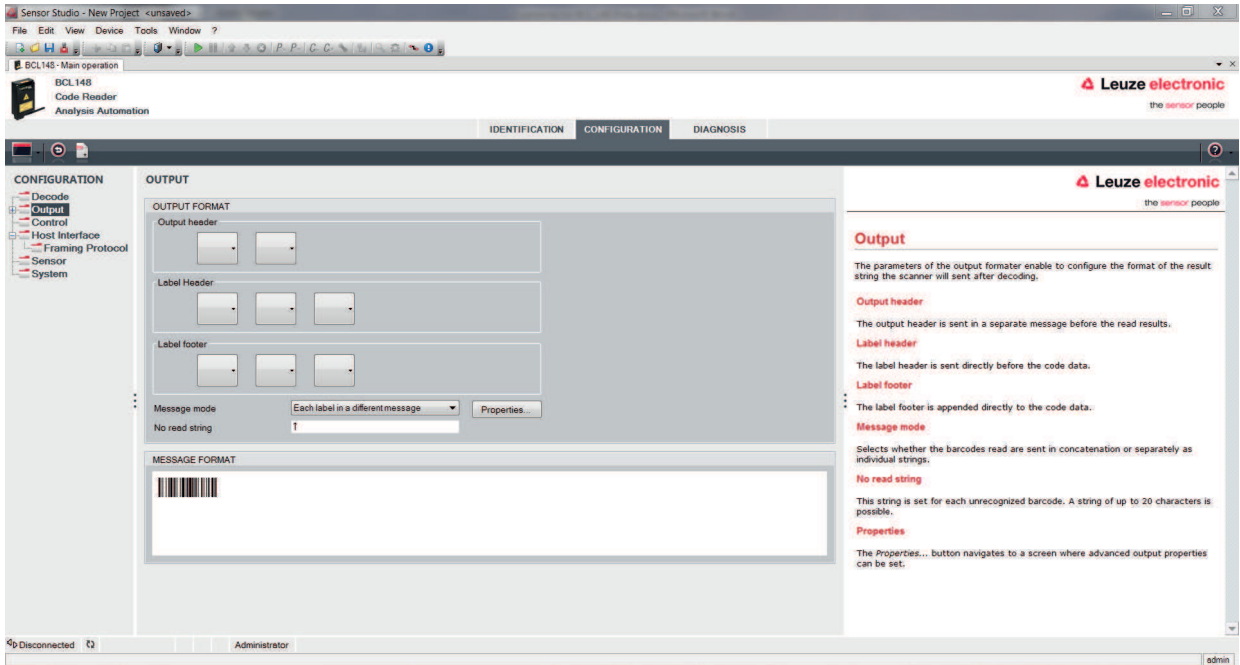 Sensor Studio - New Project <unsaved>
File Edit View Device Tools Window ?
BCL148 - Main operation
BCL148
Code Reader
Analysis Automation
Leuze electronic
the sensor people
IDENTIFICATION CONFIGURATION DIAGNOSIS
CONFIGURATION
Decode
Output
Control
Host Interface
Framing Protocol
Sensor
System
OUTPUT
OUTPUT FORMAT
Output header
Label Header
Label footer
Message mode Each label in a different message Properties...
No read string
MESSAGE FORMAT
Leuze electronic
the sensor people
Output
The parameters of the output formater enable to configure the format of the result
string the scanner will sent after decoding.
Output header
The output header is sent in a separate message before the read results.
Label header
The label header is sent directly before the code data.
Label footer
The label footer is appended directly to the code data.
Message mode
Selects whether the barcodes read are sent in concatenation or separately as
individual strings.
No read string
This string is set for each unrecognized barcode. A string of up to 20 characters is
possible.
Properties
The Properties... button navigates to a screen where advanced output properties
can be set.
Disconnected Administrator
admin